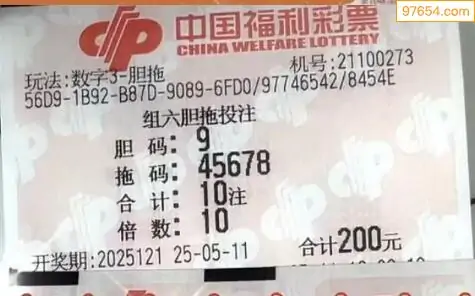 97654.com
中国福利彩票
CHINA WELFARE LOTTERY
玩法:数字3-胆拖 机号:21100273
56D9-1B92-B87D-9089-6FD0/97746542/8454E
组六胆拖投注
胆 码: 9
拖 码: 45678
合 计: 10注
倍 数: 10
开奖期: 2025121 25-05-11 合计200元